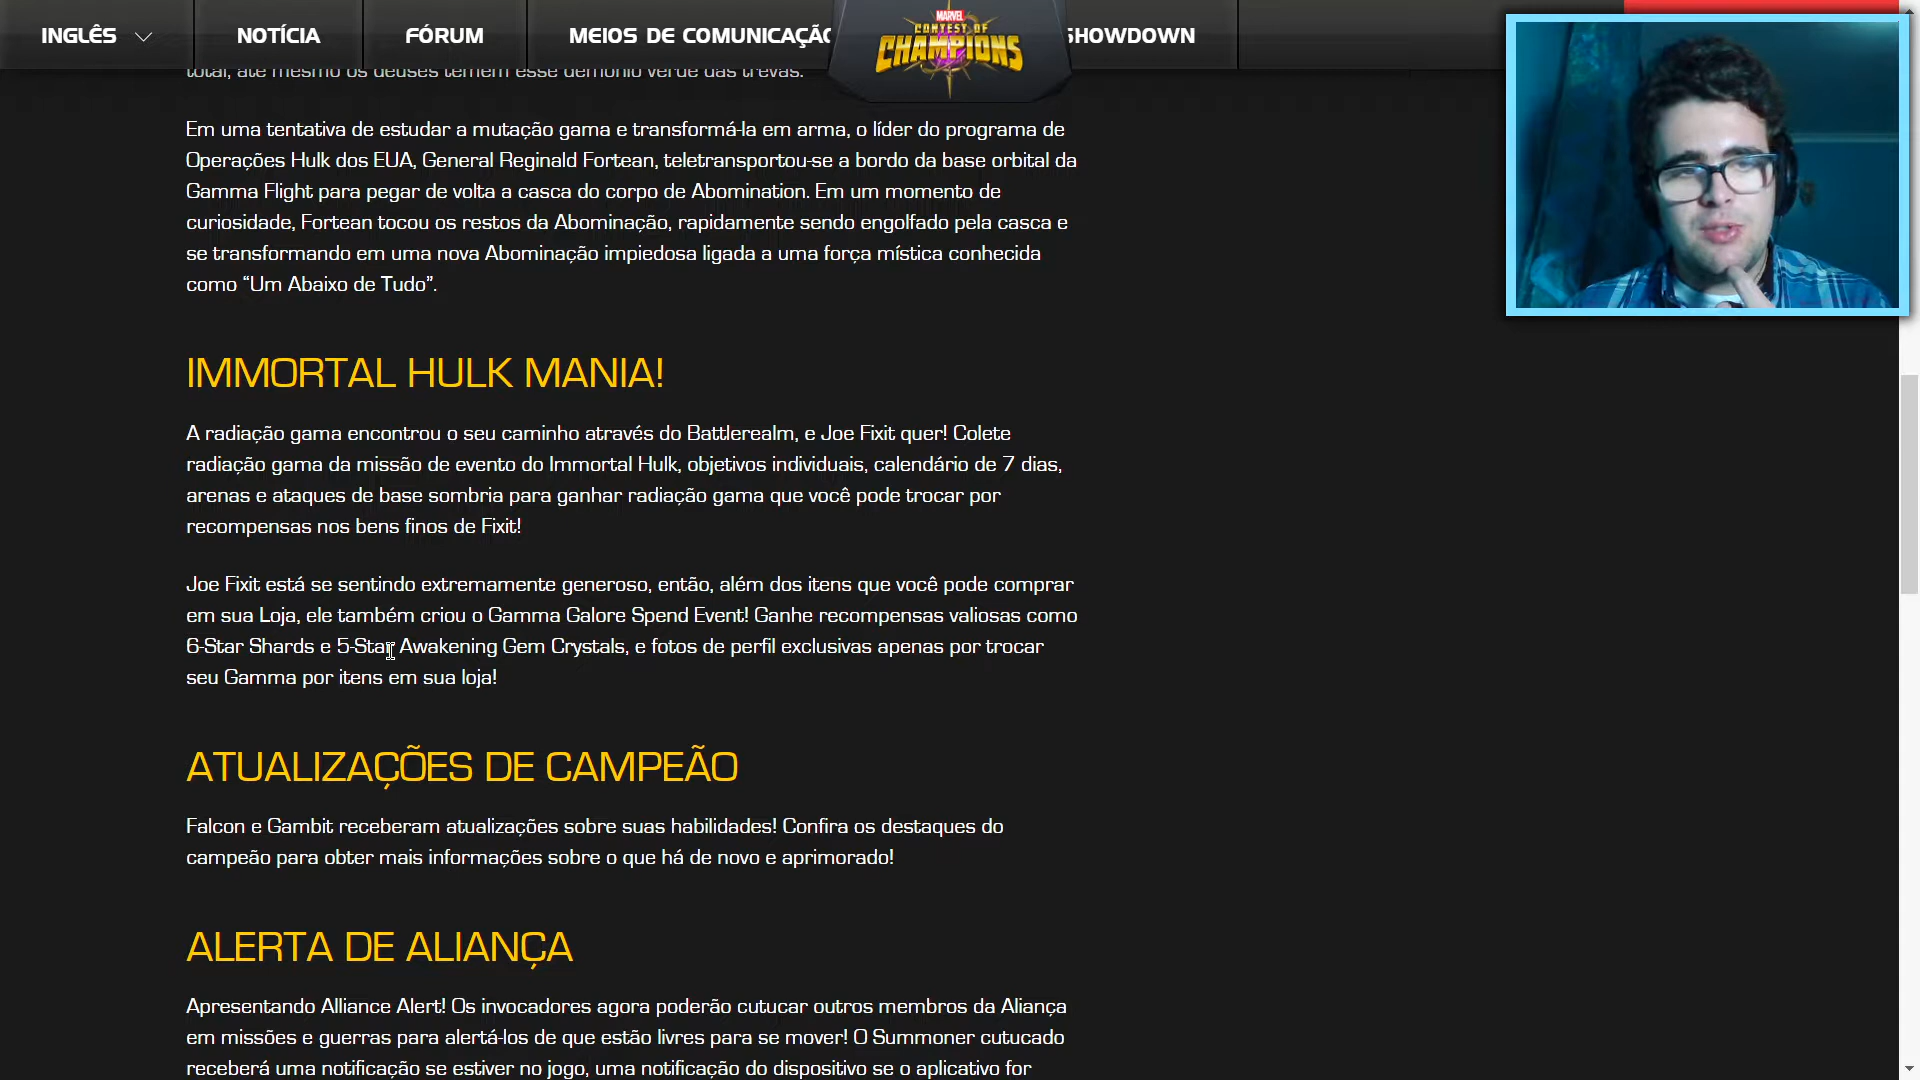 INGLÊS
NOTÍCIA
FÓRUM
MEIOS DE COMUNICAÇÃO
MARVEL
CONTEST OF
CHAMPIONS
SHOWDOWN
total, até mesmo os deuses temem esse demônio verde das trevas.
Em uma tentativa de estudar a mutação gama e transformá-la em arma, o líder do programa de
Operações Hulk dos EUA, General Reginald Fortean, teletransportou-se a bordo da base orbital da
Gamma Flight para pegar de volta a casca do corpo de Abomination. Em um momento de
curiosidade, Fortean tocou os restos da Abominação, rapidamente sendo engolfado pela casca e
se transformando em uma nova Abominação impiedosa ligada a uma força mística conhecida
como “Um Abaixo de Tudo”.
IMMORTAL HULK MANIA!
A radiação gama encontrou o seu caminho através do Battlerealm, e Joe Fixit quer! Colete
radiação gama da missão de evento do Immortal Hulk, objetivos individuais, calendário de 7 dias,
arenas e ataques de base sombria para ganhar radiação gama que você pode trocar por
recompensas nos bens finos de Fixit!
Joe Fixit está se sentindo extremamente generoso, então, além dos itens que você pode comprar
em sua Loja, ele também criou o Gamma Galore Spend Event! Ganhe recompensas valiosas como
6-Star Shards e 5-Star Awakening Gem Crystals, e fotos de perfil exclusivas apenas por trocar
seu Gamma por itens em sua loja!
ATUALIZAÇÕES DE CAMPEÃO
Falcon e Gambit receberam atualizações sobre suas habilidades! Confira os destaques do
campeão para obter mais informações sobre o que há de novo e aprimorado!
ALERTA DE ALIANÇA
Apresentando Alliance Alert! Os invocadores agora poderão cutucar outros membros da Aliança
em missões e guerras para alertá-los de que estão livres para se mover! O Summoner cutucado
receberá uma notificação se estiver no jogo, uma notificação do dispositivo se o aplicativo for